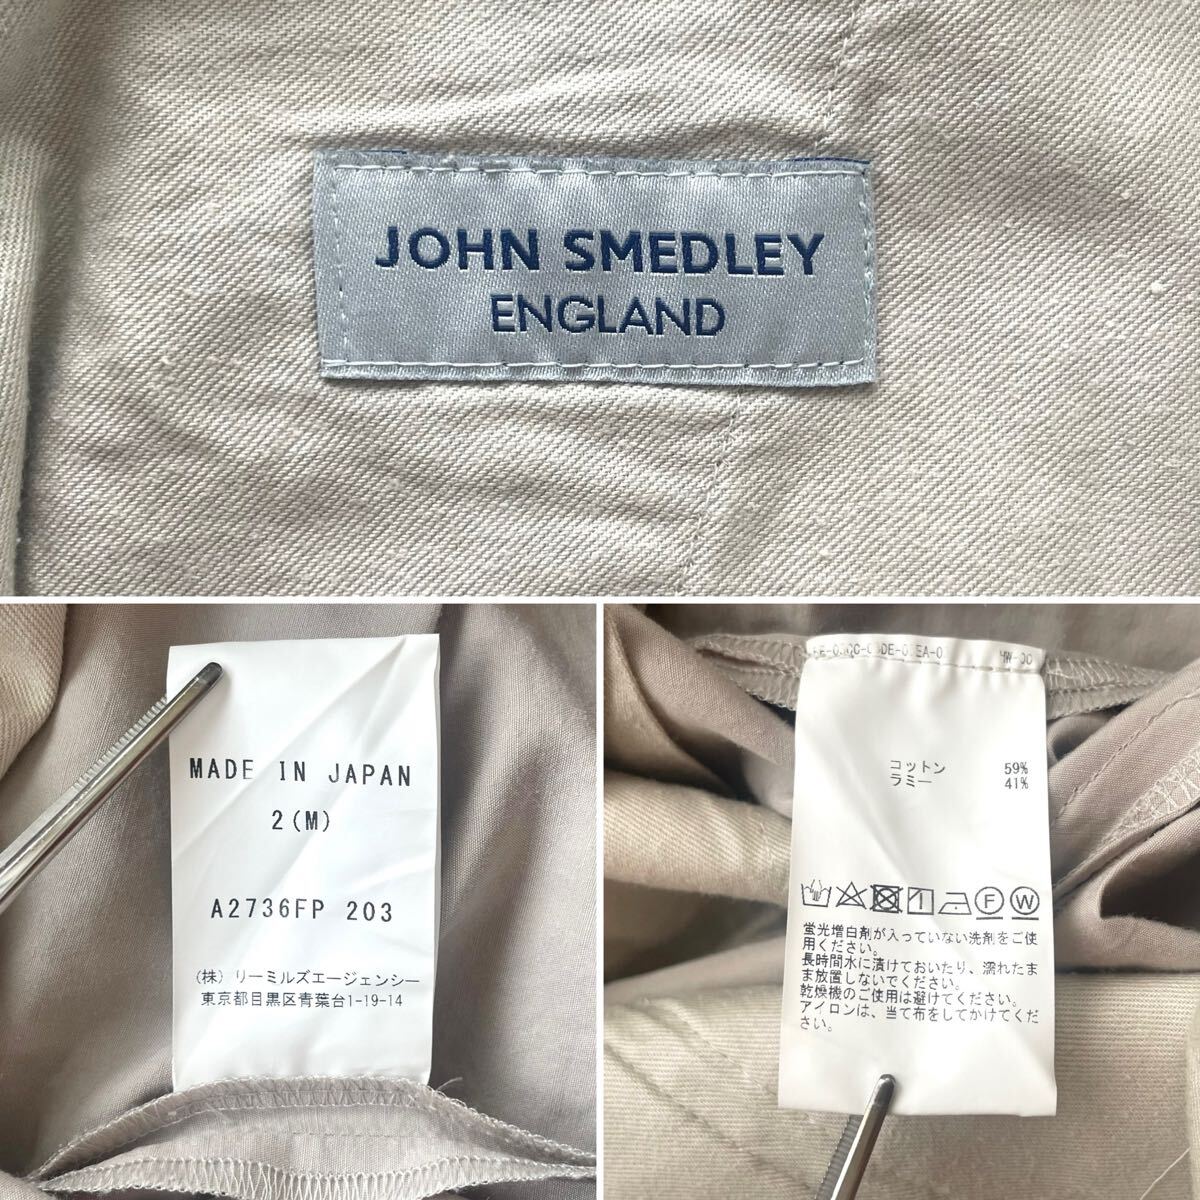 JOHN SMEDLEY
ENGLAND
MADE IN JAPAN
2(M)
A2736FP 203
(株) リーミルズエージェンシー
東京都目黒区青葉台1-19-14
HW-00
コットン 59%
ラミー 41%
F W
蛍光増白剤が入っていない洗剤をご使
用ください。
長時間水に漬けておいたり、濡れたま
ま放置しないでください。
乾燥機のご使用は避けてください。
アイロンは、当て布をしてかけてくだ
さい。